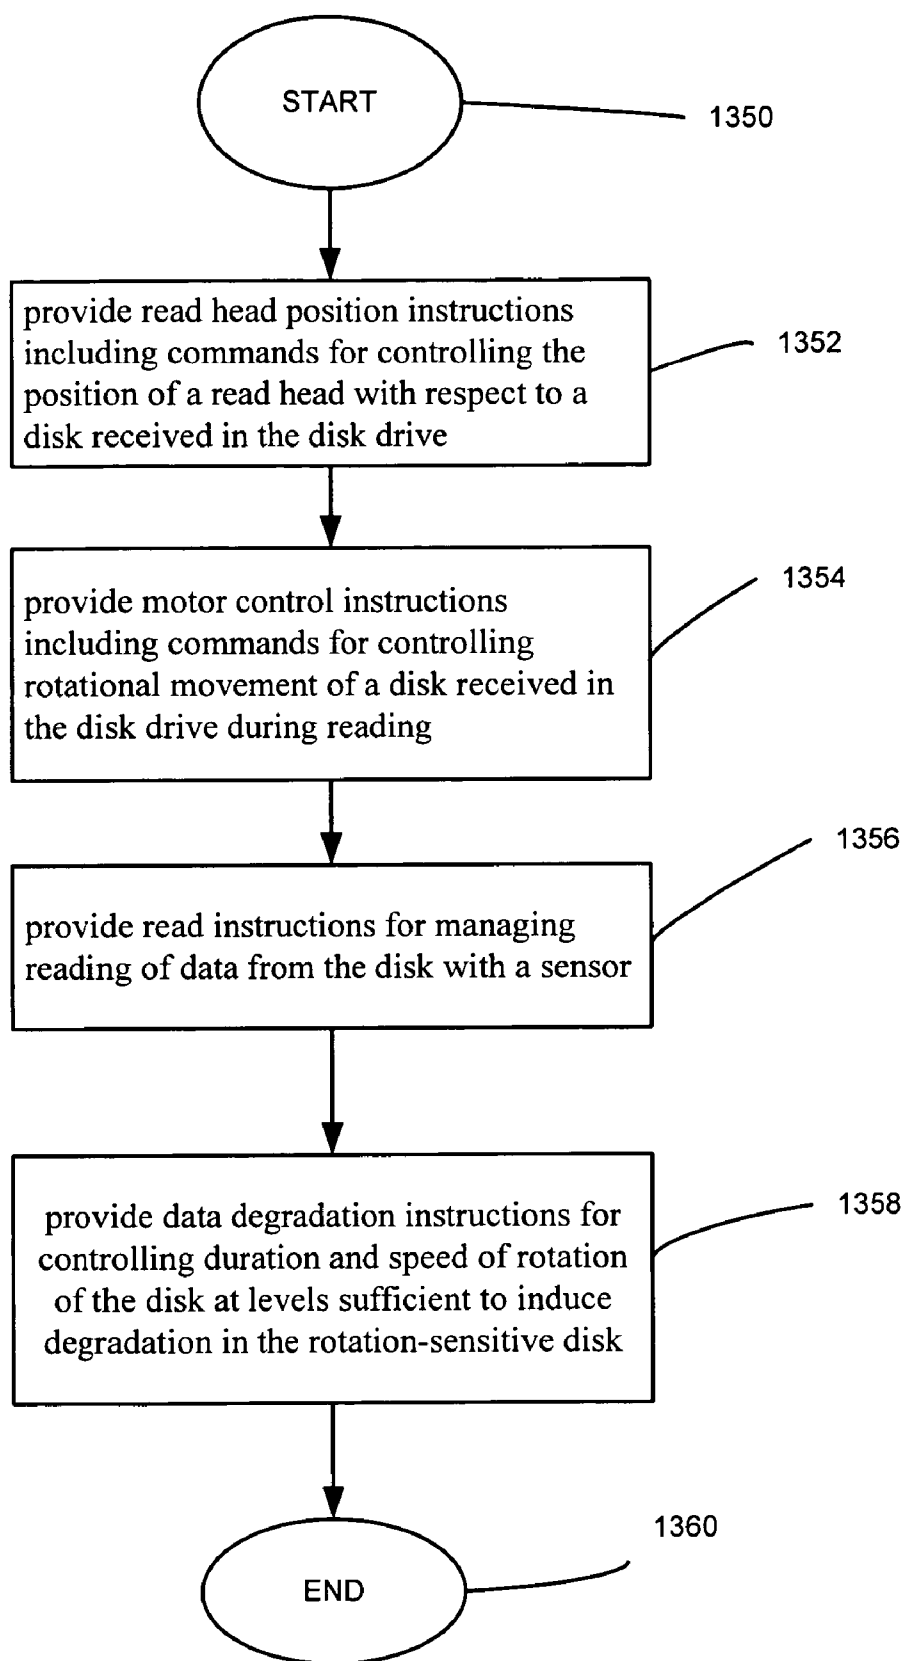 START
1350
provide read head position instructions
including commands for controlling the
position of a read head with respect to a
disk received in the disk drive
1352
provide motor control instructions
including commands for controlling
rotational movement of a disk received in
the disk drive during reading
1354
provide read instructions for managing
reading of data from the disk with a sensor
1356
provide data degradation instructions for
controlling duration and speed of rotation
of the disk at levels sufficient to induce
degradation in the rotation-sensitive disk
1358
END
1360